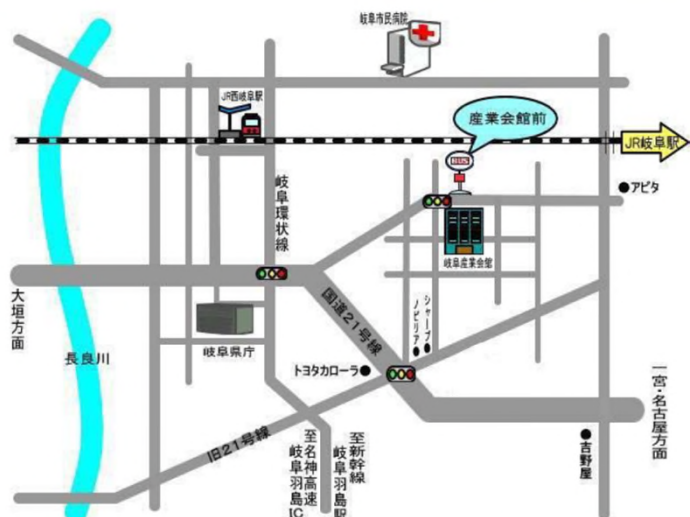 岐阜市民病院
JR西岐阜駅
産業会館前
JR岐阜駅
岐阜環状線
アピタ
岐阜産業会館
大垣方面
国道21号線
長良川
岐阜県庁
ソピリア
シャープ
トヨタカローラ
一宮・名古屋方面
旧21号線
至名神高速
岐阜羽島IC
至新幹線
岐阜羽島駅
吉野屋